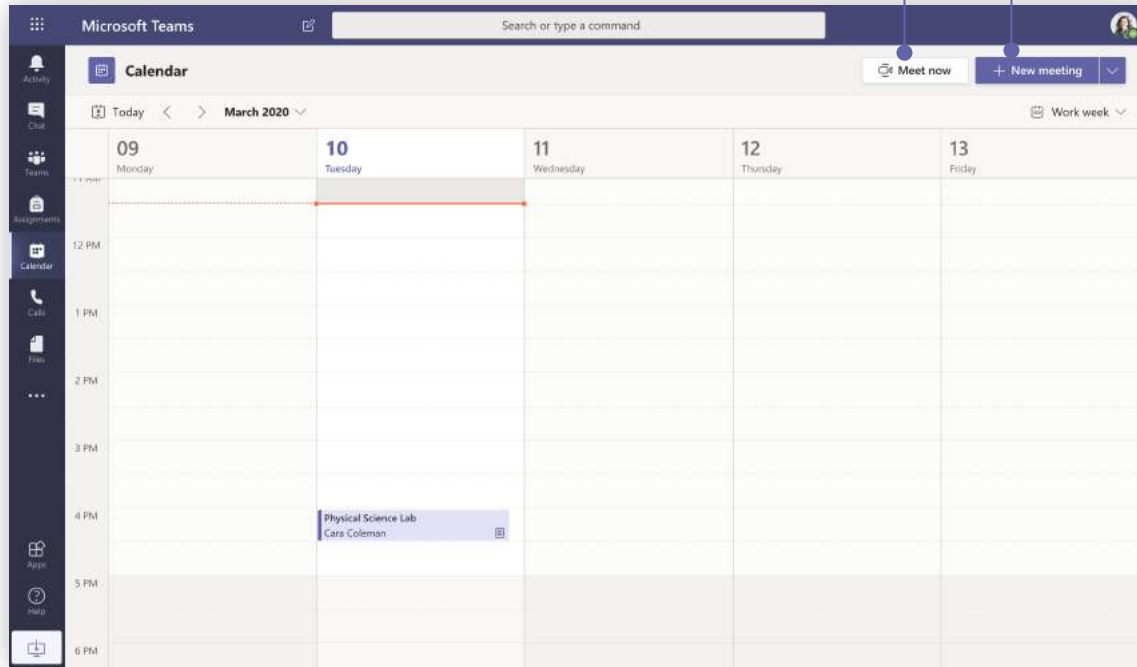 Microsoft Teams
Search or type a command
Activity
Calendar
Meet now
+ New meeting
Chat
Today
March 2020
Work week
Teams
09
Monday
10
Tuesday
11
Wednesday
12
Thursday
13
Friday
Assignments
Calendar
12 PM
Calls
1 PM
Files
2 PM
3 PM
4 PM
Physical Science Lab
Cara Coleman
Apps
5 PM
Help
6 PM